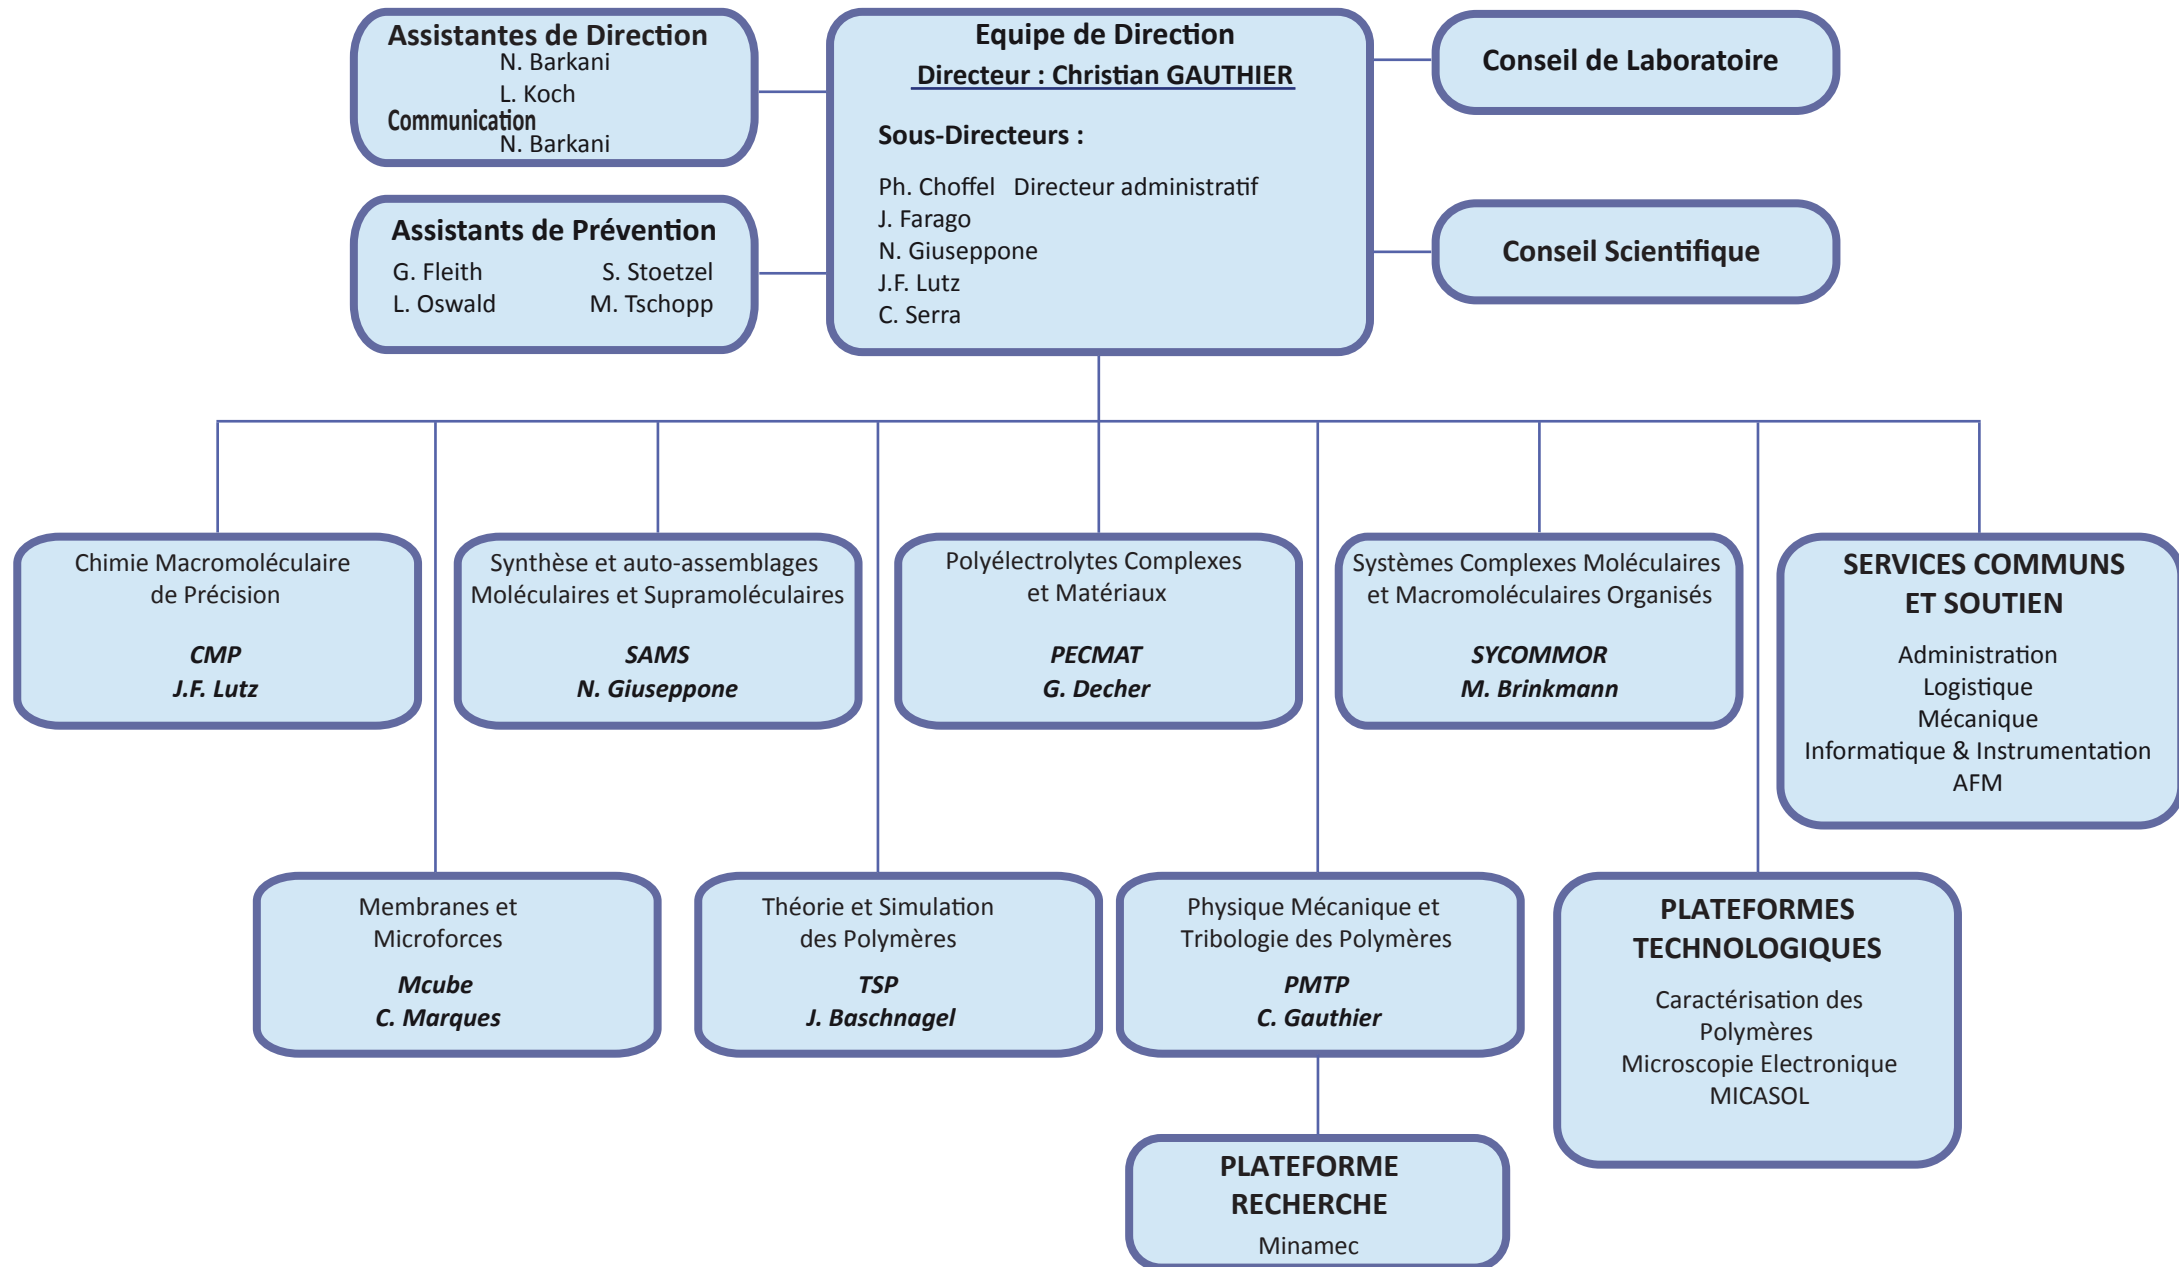 Assistantes de Direction
N. Barkani
L. Koch
Communication
N. Barkani
Equipe de Direction
Directeur : Christian GAUTHIER
Sous-Directeurs :
Ph. Choffel Directeur administratif
J. Farago
N. Giuseppone
J.F. Lutz
C. Serra
Conseil de Laboratoire
Assistants de Prévention
G. Fleith S. Stoetzel
L. Oswald M. Tschopp
Conseil Scientifique
Chimie Macromoléculaire
de Précision
CMP
J.F. Lutz
Synthèse et auto-assemblages
Moléculaires et Supramoléculaires
SAMS
N. Giuseppone
Polyélectrolytes Complexes
et Matériaux
PECMAT
G. Decher
Systèmes Complexes Moléculaires
et Macromoléculaires Organisés
SYCOMMOR
M. Brinkmann
SERVICES COMMUNS
ET SOUTIEN
Administration
Logistique
Mécanique
Informatique & Instrumentation
AFM
Membranes et
Microforces
Mcube
C. Marques
Théorie et Simulation
des Polymères
TSP
J. Baschnagel
Physique Mécanique et
Tribologie des Polymères
PMTP
C. Gauthier
PLATEFORMES
TECHNOLOGIQUES
Caractérisation des
Polymères
Microscopie Electronique
MICASOL
PLATEFORME
RECHERCHE
Minamec